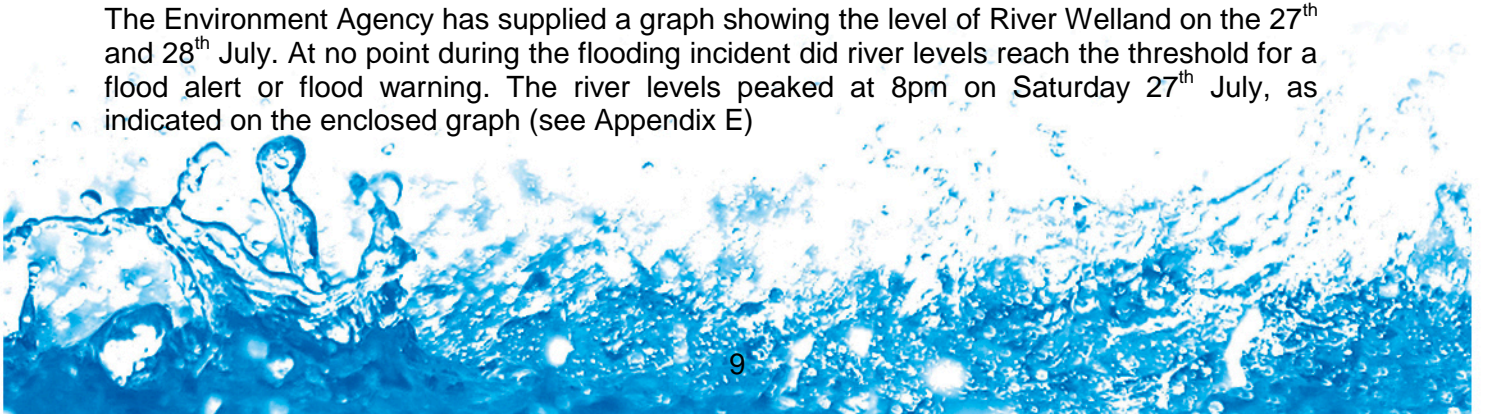 The Environment Agency has supplied a graph showing the level of River Welland on the 27th
and 28th July. At no point during the flooding incident did river levels reach the threshold for a
flood alert or flood warning. The river levels peaked at 8pm on Saturday 27th July, as
indicated on the enclosed graph (see Appendix E)
9